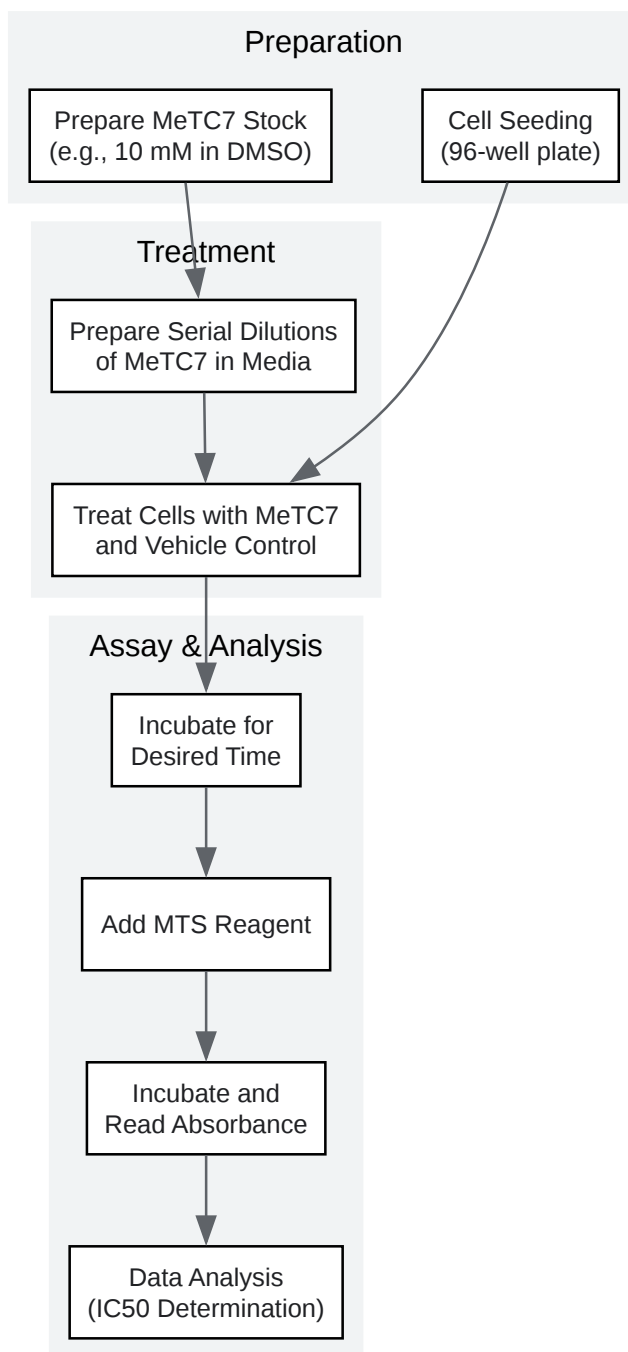 Preparation
Prepare MeTC7 Stock
(e.g., 10 mM in DMSO)
Cell Seeding
(96-well plate)
Treatment
Prepare Serial Dilutions
of MeTC7 in Media
Treat Cells with MeTC7
and Vehicle Control
Assay & Analysis
Incubate for
Desired Time
Add MTS Reagent
Incubate and
Read Absorbance
Data Analysis
(IC50 Determination)